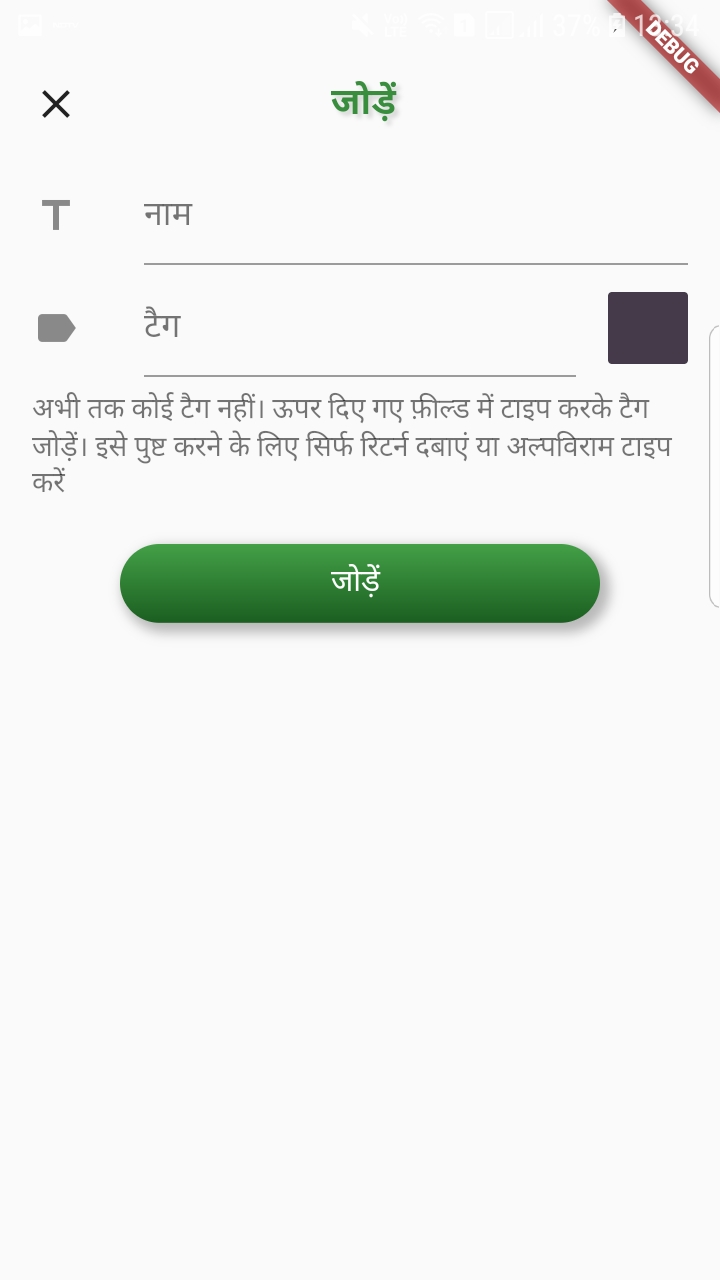 37% 12:34
DEBUG
जोड़ें
नाम
टैग
अभी तक कोई टैग नहीं। ऊपर दिए गए फ़ील्ड में टाइप करके टैग
जोड़ें। इसे पुष्ट करने के लिए सिर्फ रिटर्न दबाएं या अल्पविराम टाइप
करें
जोड़ें